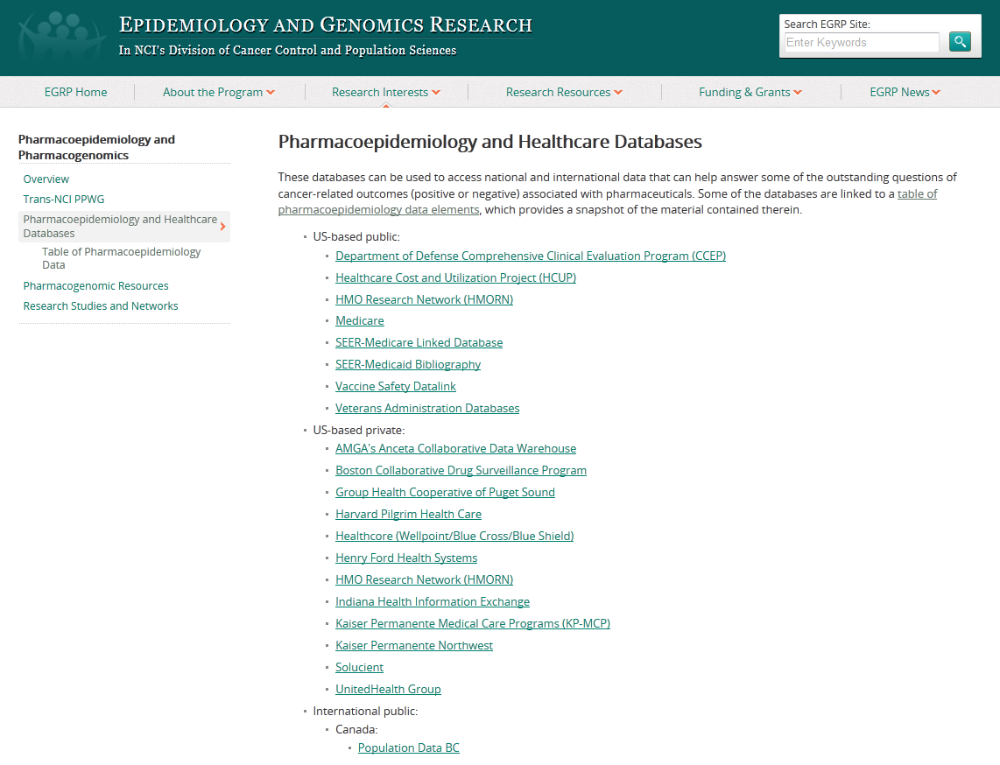 EPIDEMIOLOGY AND GENOMICS RESEARCH
In NCI's Division of Cancer Control and Population Sciences
Search EGRP Site:
Enter Keywords
EGRP Home
About the Program
Research Interests
Research Resources
Funding & Grants
EGRP News
Pharmacoepidemiology and
Pharmacogenomics
Overview
Trans-NCI PPWG
Pharmacoepidemiology and Healthcare
Databases
Table of Pharmacoepidemiology
Data
Pharmacogenomic Resources
Research Studies and Networks
Pharmacoepidemiology and Healthcare Databases
These databases can be used to access national and international data that can help answer some of the outstanding questions of
cancer-related outcomes (positive or negative) associated with pharmaceuticals. Some of the databases are linked to a table of
pharmacoepidemiology data elements, which provides a snapshot of the material contained therein.
US-based public:
Department of Defense Comprehensive Clinical Evaluation Program (CCEP)
Healthcare Cost and Utilization Project (HCUP)
HMO Research Network (HMORN)
Medicare
SEER-Medicare Linked Database
SEER-Medicaid Bibliography
Vaccine Safety Datalink
Veterans Administration Databases
US-based private:
AMGA's Anceta Collaborative Data Warehouse
Boston Collaborative Drug Surveillance Program
Group Health Cooperative of Puget Sound
Harvard Pilgrim Health Care
Healthcore (Wellpoint/Blue Cross/Blue Shield)
Henry Ford Health Systems
HMO Research Network (HMORN)
Indiana Health Information Exchange
Kaiser Permanente Medical Care Programs (KP-MCP)
Kaiser Permanente Northwest
Solucient
UnitedHealth Group
International public:
Canada:
Population Data BC